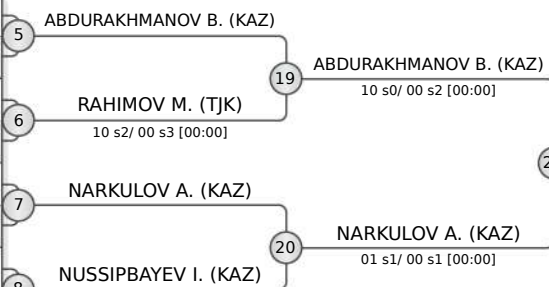 ABDURAKHMANOV B. (KAZ)
5
19
ABDURAKHMANOV B. (KAZ)
10 s0/ 00 s2 [00:00]
RAHIMOV M. (TJK)
6
10 s2/ 00 s3 [00:00]
NARKULOV A. (KAZ)
7
20
NARKULOV A. (KAZ)
01 s1/ 00 s1 [00:00]
NUSSIPBAYEV I. (KAZ)
8